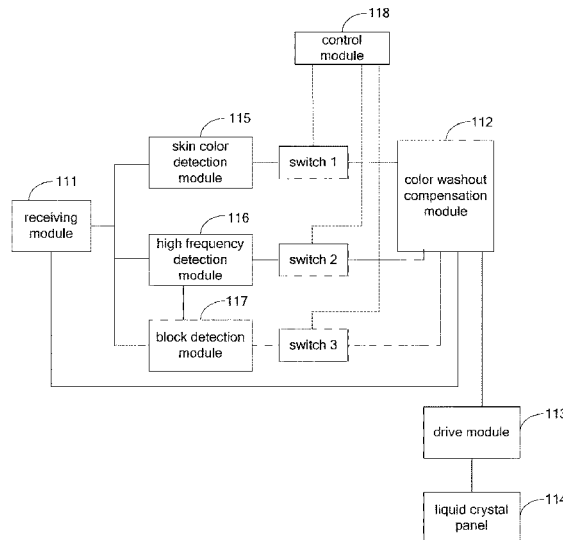 118
control
module
115
skin color
detection
module
switch 1
112
color washout
compensation
module
111
receiving
module
116
high frequency
detection
module
switch 2
117
block detection
module
switch 3
113
drive module
114
liquid crystal
panel